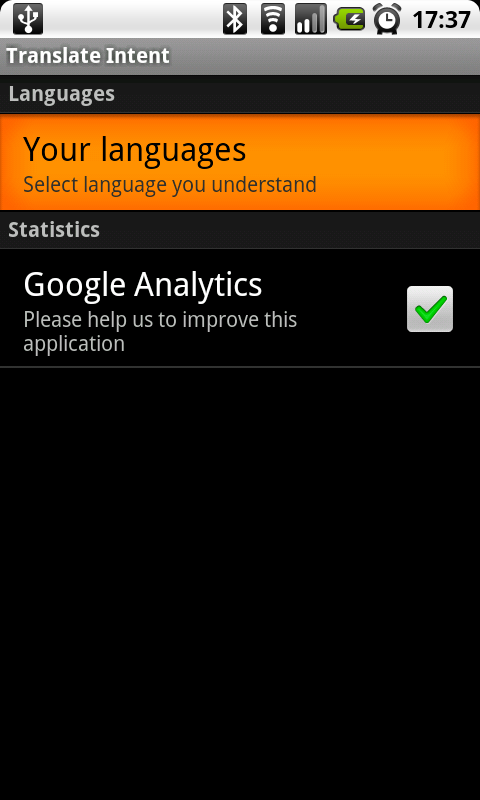 17:37
Translate Intent
Languages
Your languages
Select language you understand
Statistics
Google Analytics
Please help us to improve this
application